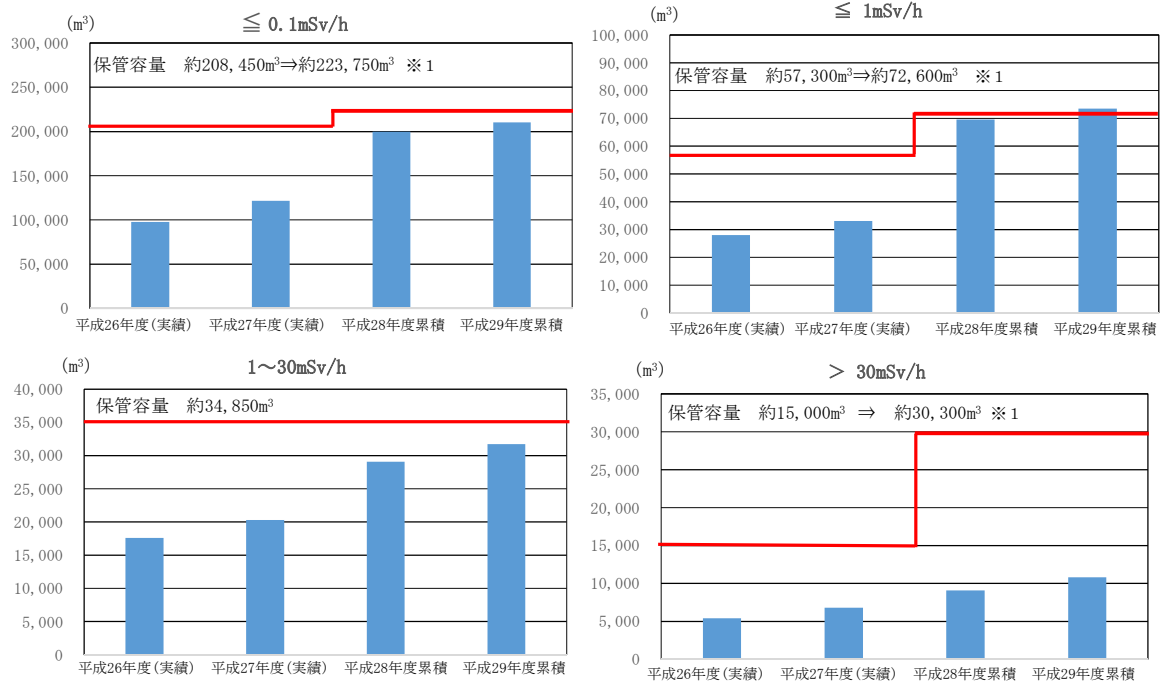 ≦ 0.1mSv/h
(m³)
300,000
250,000
200,000
150,000
100,000
50,000
0
保管容量　約208,450m³⇒約223,750m³ ※1
平成26年度(実績)
平成27年度(実績)
平成28年度累積
平成29年度累積
≦ 1mSv/h
(m³)
100,000
90,000
80,000
70,000
60,000
50,000
40,000
30,000
20,000
10,000
0
保管容量　約57,300m³⇒約72,600m³ ※1
平成26年度(実績)
平成27年度(実績)
平成28年度累積
平成29年度累積
1～30mSv/h
(m³)
40,000
35,000
30,000
25,000
20,000
15,000
10,000
5,000
0
保管容量　約34,850m³
平成26年度(実績)
平成27年度(実績)
平成28年度累積
平成29年度累積
＞ 30mSv/h
(m³)
35,000
30,000
25,000
20,000
15,000
10,000
5,000
0
保管容量　約15,000m³ ⇒ 約30,300m³ ※1
平成26年度(実績)
平成27年度(実績)
平成28年度累積
平成29年度累積